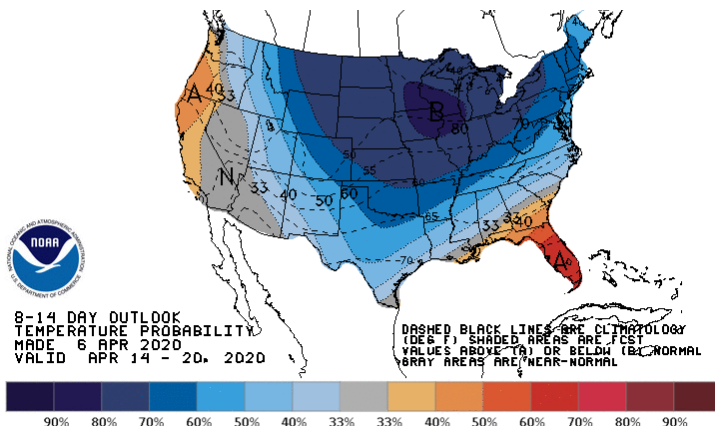 A
40
33
N
33
40
50
60
B
80
70
50
55
60
65
70
33
33
40
A
NATIONAL OCEANIC AND ATMOSPHERIC ADMINISTRATION
NOAA
U.S. DEPARTMENT OF COMMERCE
8-14 DAY OUTLOOK
TEMPERATURE PROBABILITY
MADE 6 APR 2020
VALID APR 14 - 20, 2020
DASHED BLACK LINES ARE CLIMATOLOGY
(DEG F) SHADED AREAS ARE FCST
VALUES ABOVE (A) OR BELOW (B) NORMAL
GRAY AREAS ARE NEAR-NORMAL
90% 80% 70% 60% 50% 40% 33% 33% 40% 50% 60% 70% 80% 90%